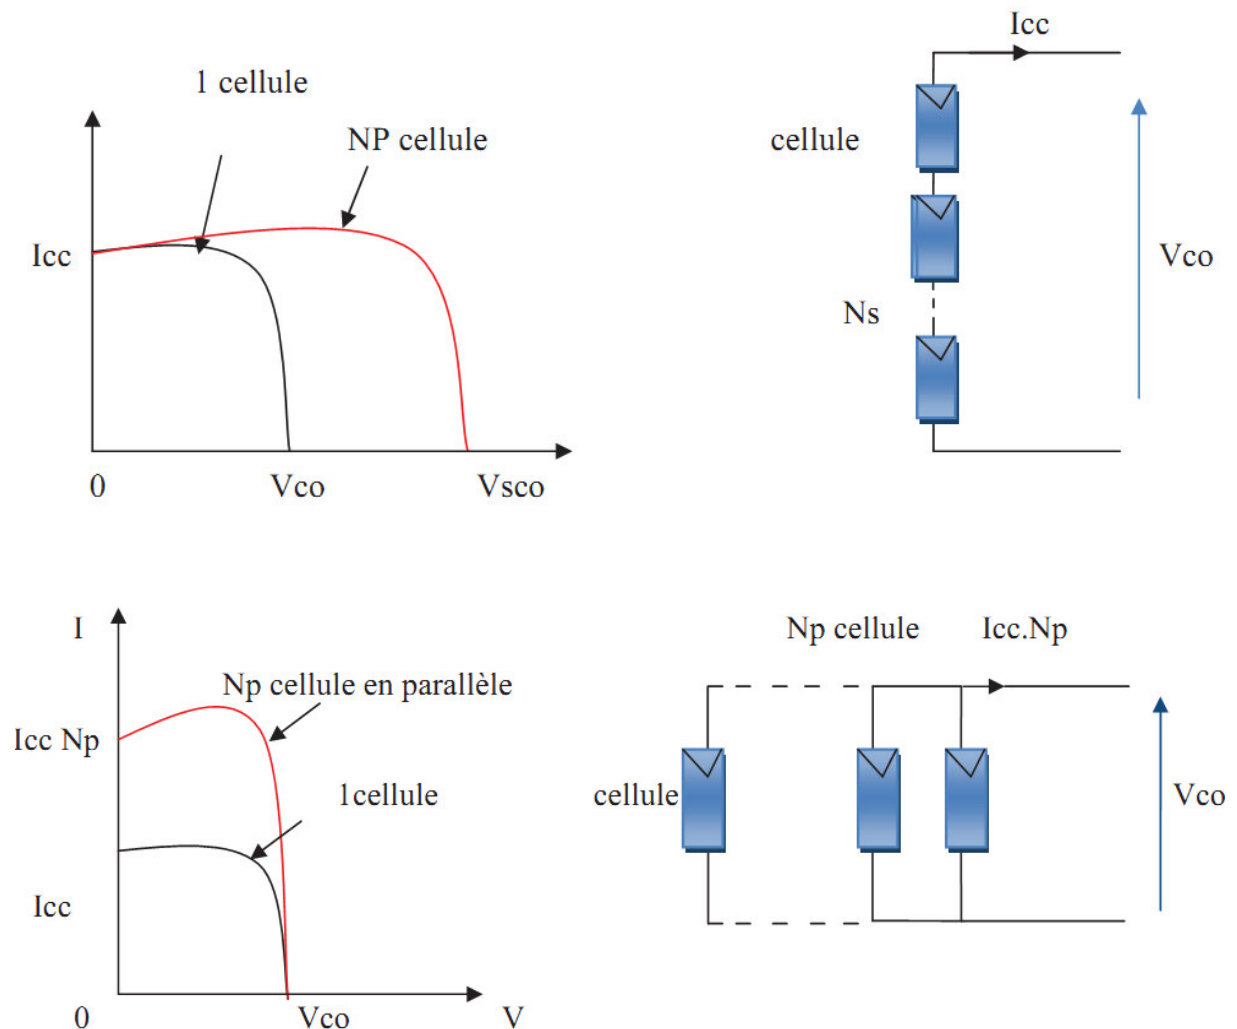 1 cellule
NP cellule
Icc
0
Vco
Vsco
Icc
cellule
Ns
Vco
I
Np cellule en parallèle
Icc Np
1cellule
Icc
0
Vco
V
Np cellule
Icc.Np
cellule
Vco